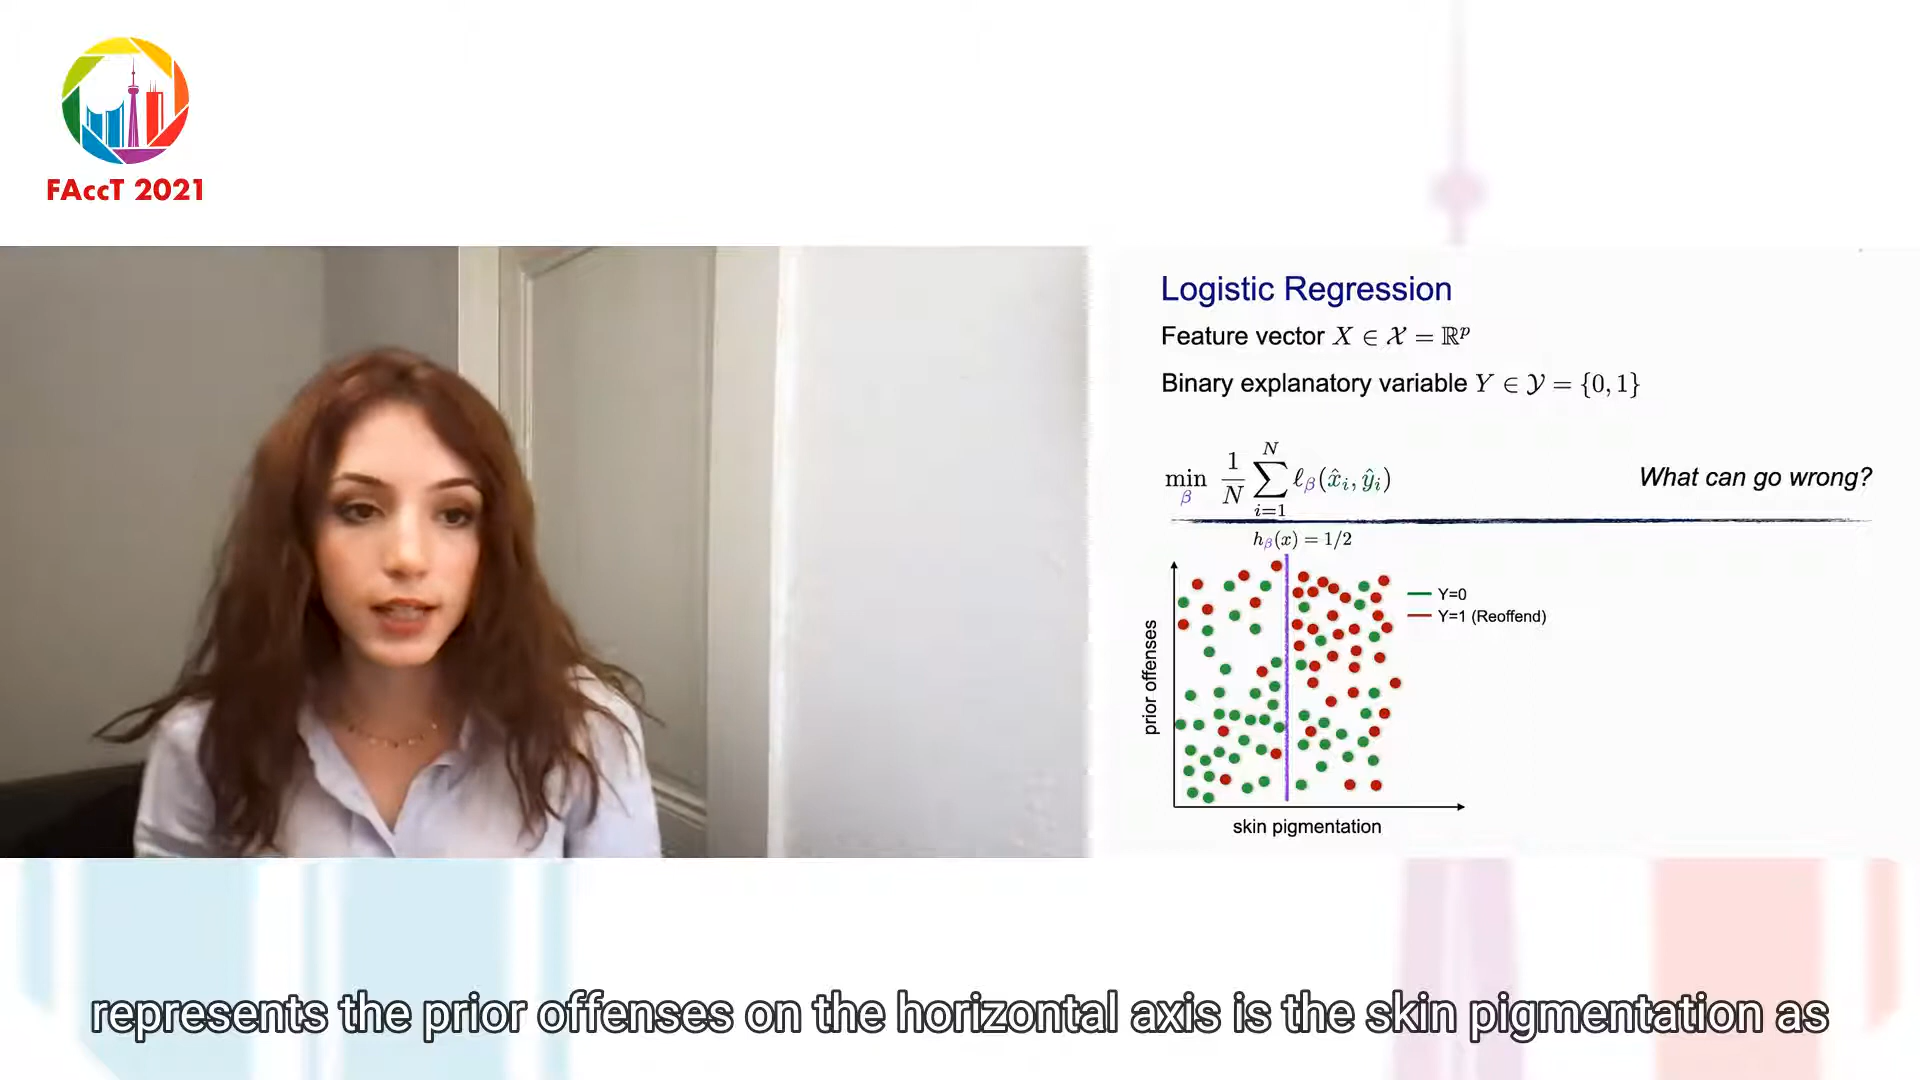 FAccT 2021
Logistic Regression
Feature vector X ∈ 𝒳 = ℝᵖ
Binary explanatory variable Y ∈ 𝒴 = {0, 1}
min_β 1/N ∑_{i=1}^{N} ℓ_β(x̂_i, ŷ_i)
What can go wrong?
h_β(x) = 1/2
Y=0
Y=1 (Reoffend)
prior offenses
skin pigmentation
represents the prior offenses on the horizontal axis is the skin pigmentation as